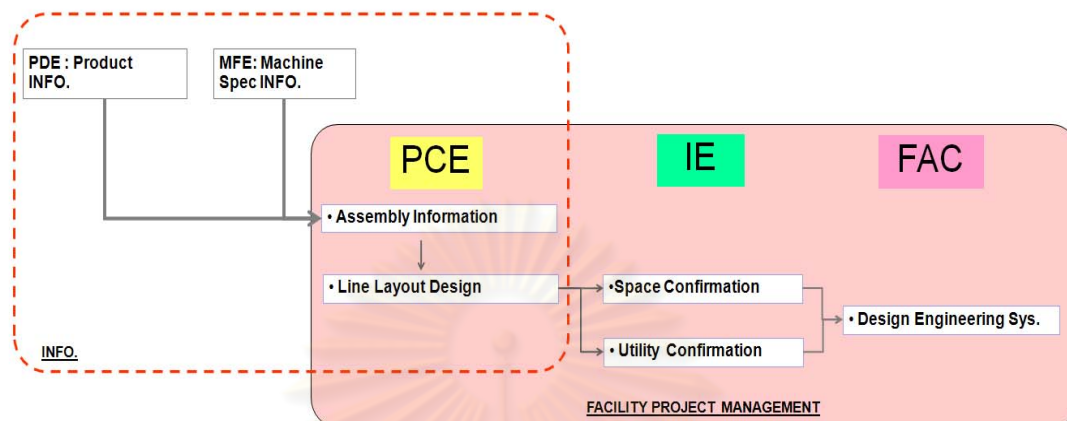 PDE : Product
INFO.
MFE: Machine
Spec INFO.
PCE
IE
FAC
• Assembly Information
• Line Layout Design
•Space Confirmation
• Design Engineering Sys.
• Utility Confirmation
INFO.
FACILITY PROJECT MANAGEMENT